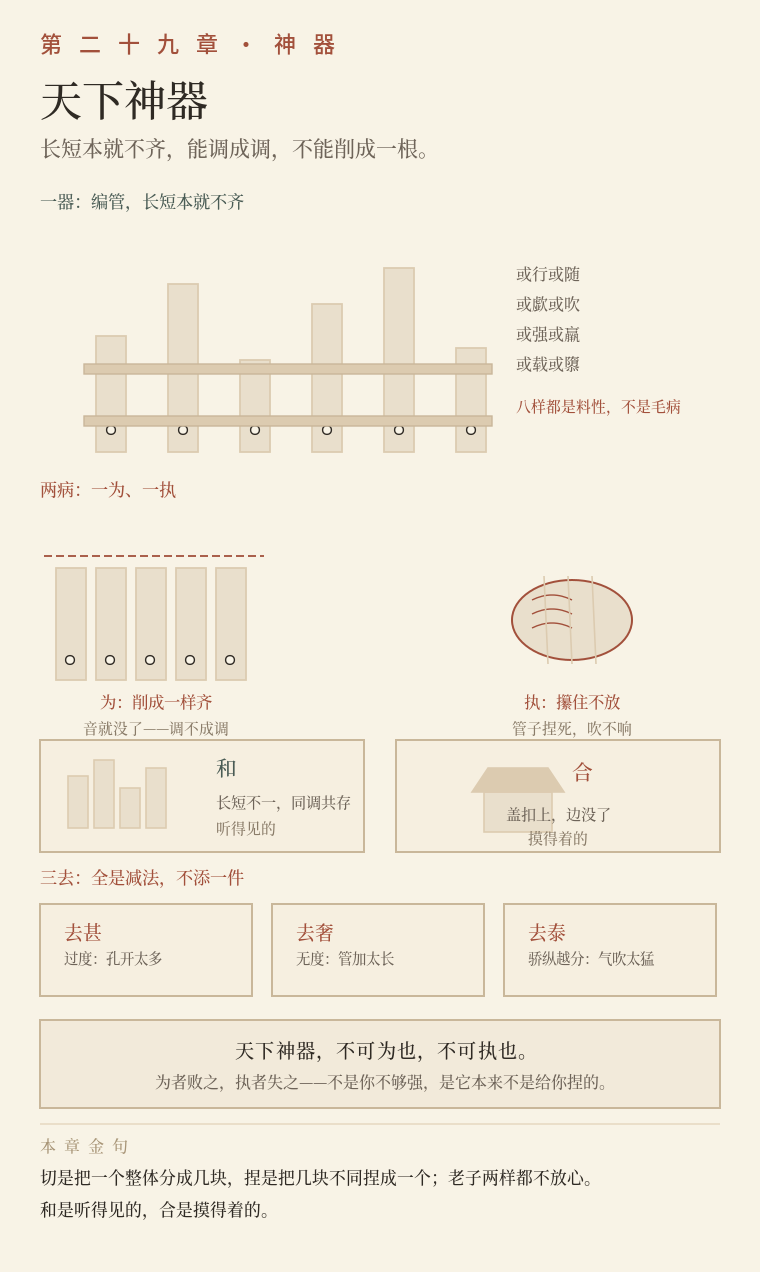 第二十九章·神器
天下神器
长短本就不齐，能调成调，不能削成一根。
一器：编管，长短本就不齐
或行或随
或歔或吹
或强或羸
或载或隳
八样都是料性，不是毛病
两病：一为、一执
为：削成一样齐
音就没了——调不成调
执：攥住不放
管子捏死，吹不响
和
长短不一，同调共存
听得见的
合
盖扣上，边没了
摸得着的
三去：全是减法，不添一件
去甚
过度：孔开太多
去奢
无度：管加太长
去泰
骄纵越分：气吹太猛
天下神器，不可为也，不可执也。
为者败之，执者失之——不是你不够强，是它本来不是给你捏的。
本章金句
切是把一个整体分成几块，捏是把几块不同捏成一个；老子两样都不放心。
和是听得见的，合是摸得着的。